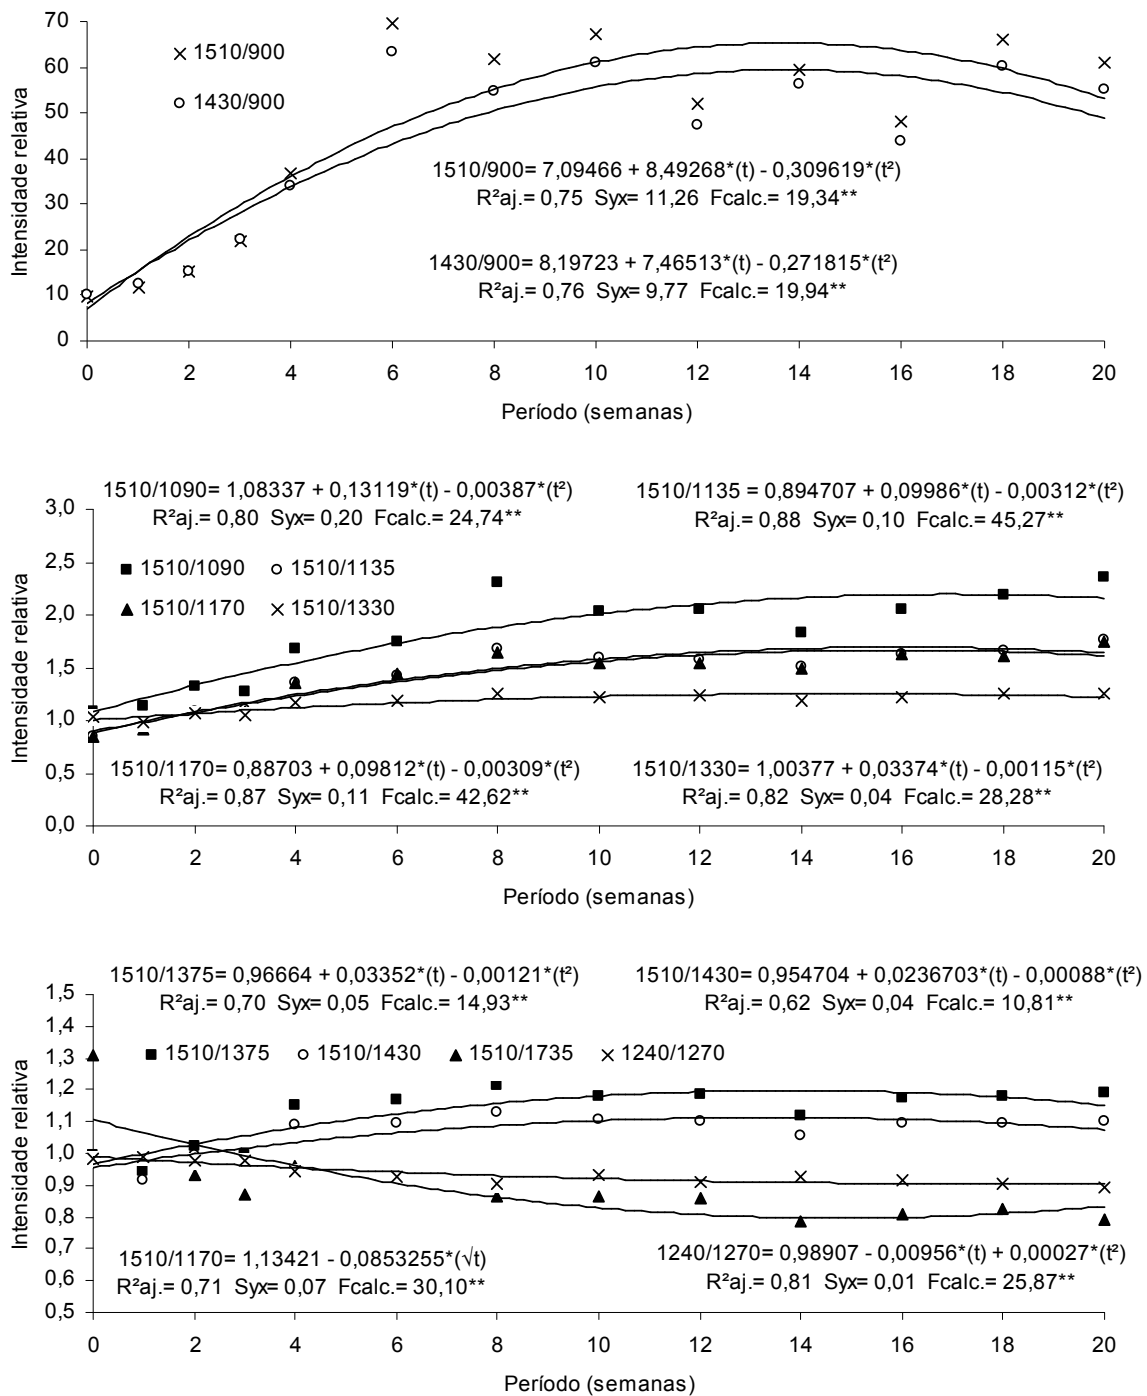 70
60
50
40
30
20
10
0
Intensidade relativa
1510/900
1430/900
1510/900= 7,09466 + 8,49268*(t) - 0,309619*(t²)
R²aj.= 0,75 Syx= 11,26 Fcalc.= 19,34**
1430/900= 8,19723 + 7,46513*(t) - 0,271815*(t²)
R²aj.= 0,76 Syx= 9,77 Fcalc.= 19,94**
0 2 4 6 8 10 12 14 16 18 20
Período (semanas)
1510/1090= 1,08337 + 0,13119*(t) - 0,00387*(t²)
R²aj.= 0,80 Syx= 0,20 Fcalc.= 24,74**
1510/1135 = 0,894707 + 0,09986*(t) - 0,00312*(t²)
R²aj.= 0,88 Syx= 0,10 Fcalc.= 45,27**
3,0
2,5
2,0
1,5
1,0
0,5
0,0
Intensidade relativa
1510/1090 1510/1135
1510/1170 1510/1330
1510/1170= 0,88703 + 0,09812*(t) - 0,00309*(t²)
R²aj.= 0,87 Syx= 0,11 Fcalc.= 42,62**
1510/1330= 1,00377 + 0,03374*(t) - 0,00115*(t²)
R²aj.= 0,82 Syx= 0,04 Fcalc.= 28,28**
0 2 4 6 8 10 12 14 16 18 20
Período (semanas)
1510/1375= 0,96664 + 0,03352*(t) - 0,00121*(t²)
R²aj.= 0,70 Syx= 0,05 Fcalc.= 14,93**
1510/1430= 0,954704 + 0,0236703*(t) - 0,00088*(t²)
R²aj.= 0,62 Syx= 0,04 Fcalc.= 10,81**
1,5
1,4
1,3
1,2
1,1
1,0
0,9
0,8
0,7
0,6
0,5
Intensidade relativa
1510/1375 1510/1430 1510/1735 1240/1270
1510/1170= 1,13421 - 0,0853255*(√t)
R²aj.= 0,71 Syx= 0,07 Fcalc.= 30,10**
1240/1270= 0,98907 - 0,00956*(t) + 0,00027*(t²)
R²aj.= 0,81 Syx= 0,01 Fcalc.= 25,87**
0 2 4 6 8 10 12 14 16 18 20
Período (semanas)